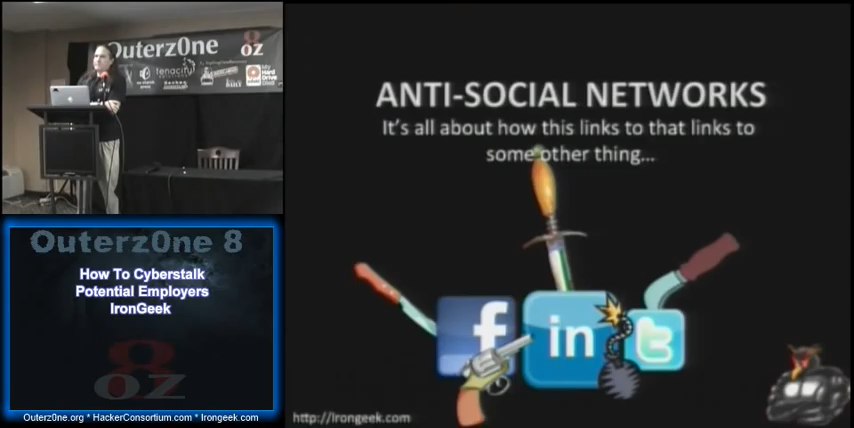 Outerz0ne
8
OZ
tenacity
ANTI-SOCIAL NETWORKS
It's all about how this links to that links to
some other thing...
f
in
t
http://Irongeek.com
Outerz0ne 8
How To Cyberstalk
Potential Employers
IronGeek
8
OZ
Outerz0ne.org * HackerConsortium.com * Irongeek.com